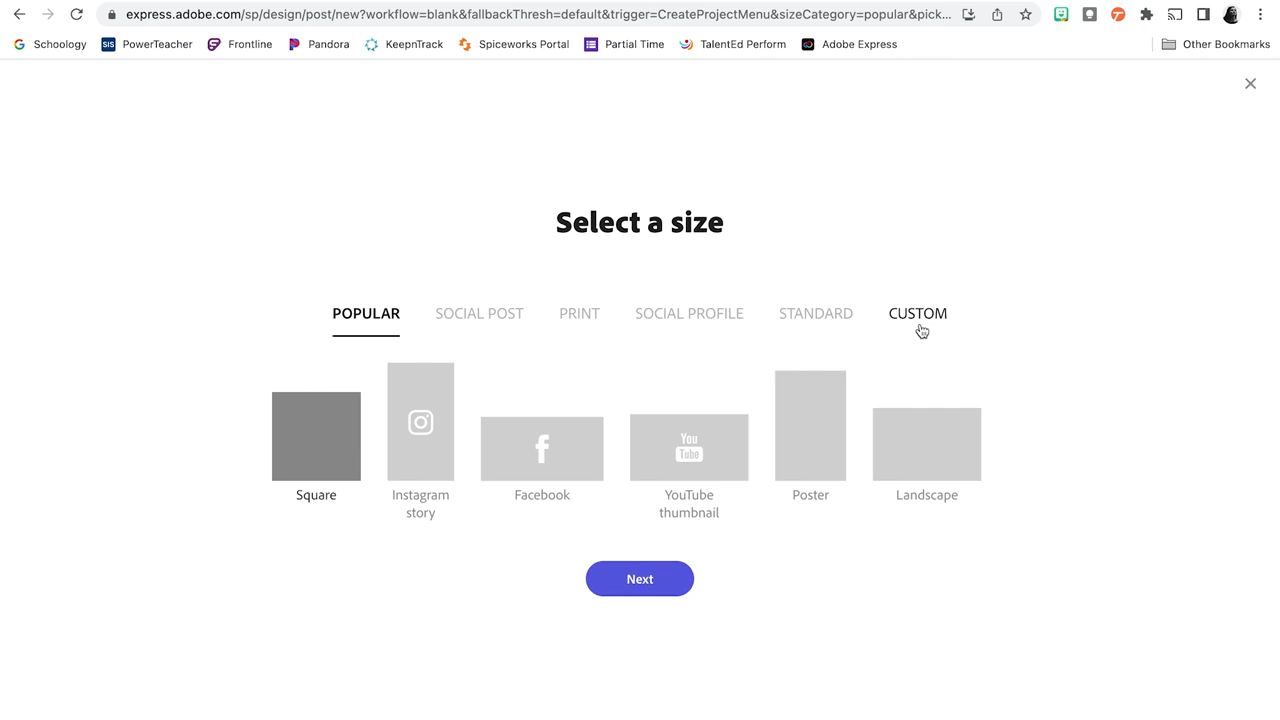 express.adobe.com/sp/design/post/new?workflow=blank&fallbackThresh=default&trigger=CreateProjectMenu&sizeCategory=popular&pick...
G Schoology SIS PowerTeacher Frontline Pandora KeepnTrack Spiceworks Portal Partial Time TalentEd Perform Adobe Express Other Bookmarks
Select a size
POPULAR SOCIAL POST PRINT SOCIAL PROFILE STANDARD CUSTOM
You
Tube
Square Instagram story Facebook YouTube thumbnail Poster Landscape
Next